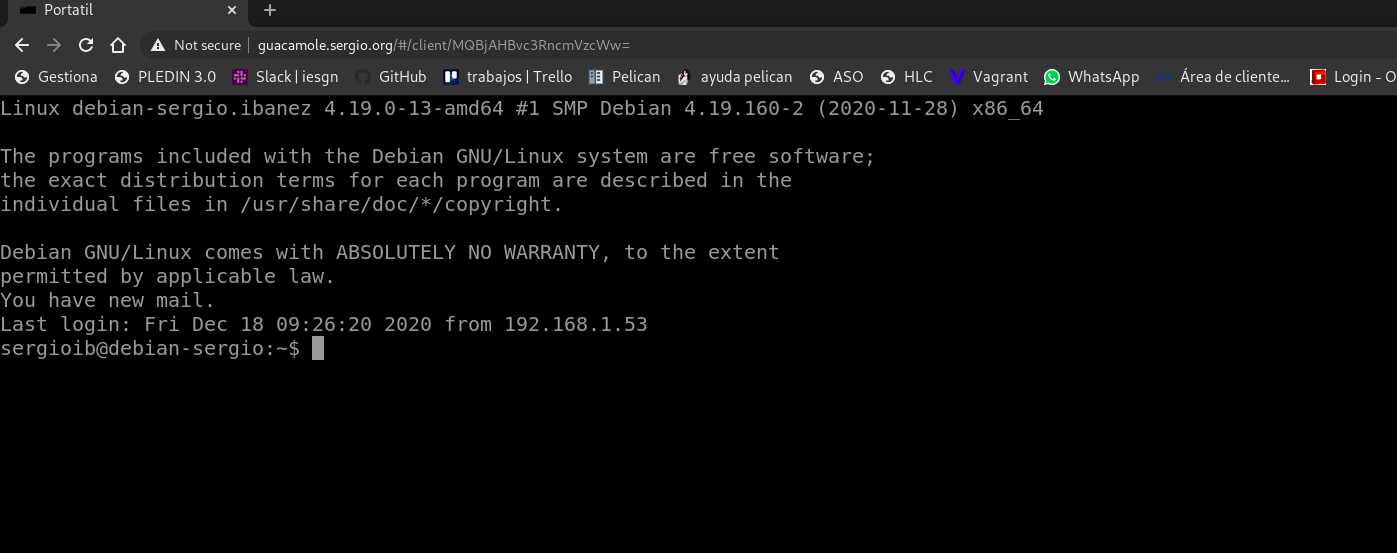 Portatil
Not secure guacamole.sergio.org/#/client/MQBjAHBvc3RncmVzcWw=
Gestiona PLEDIN 3.0 Slack | iesgn GitHub trabajos | Trello Pelican ayuda pelican ASO HLC Vagrant WhatsApp Área de cliente... Login - O
Linux debian-sergio.ibanez 4.19.0-13-amd64 #1 SMP Debian 4.19.160-2 (2020-11-28) x86_64
The programs included with the Debian GNU/Linux system are free software;
the exact distribution terms for each program are described in the
individual files in /usr/share/doc/*/copyright.
Debian GNU/Linux comes with ABSOLUTELY NO WARRANTY, to the extent
permitted by applicable law.
You have new mail.
Last login: Fri Dec 18 09:26:20 2020 from 192.168.1.53
sergioib@debian-sergio:~$